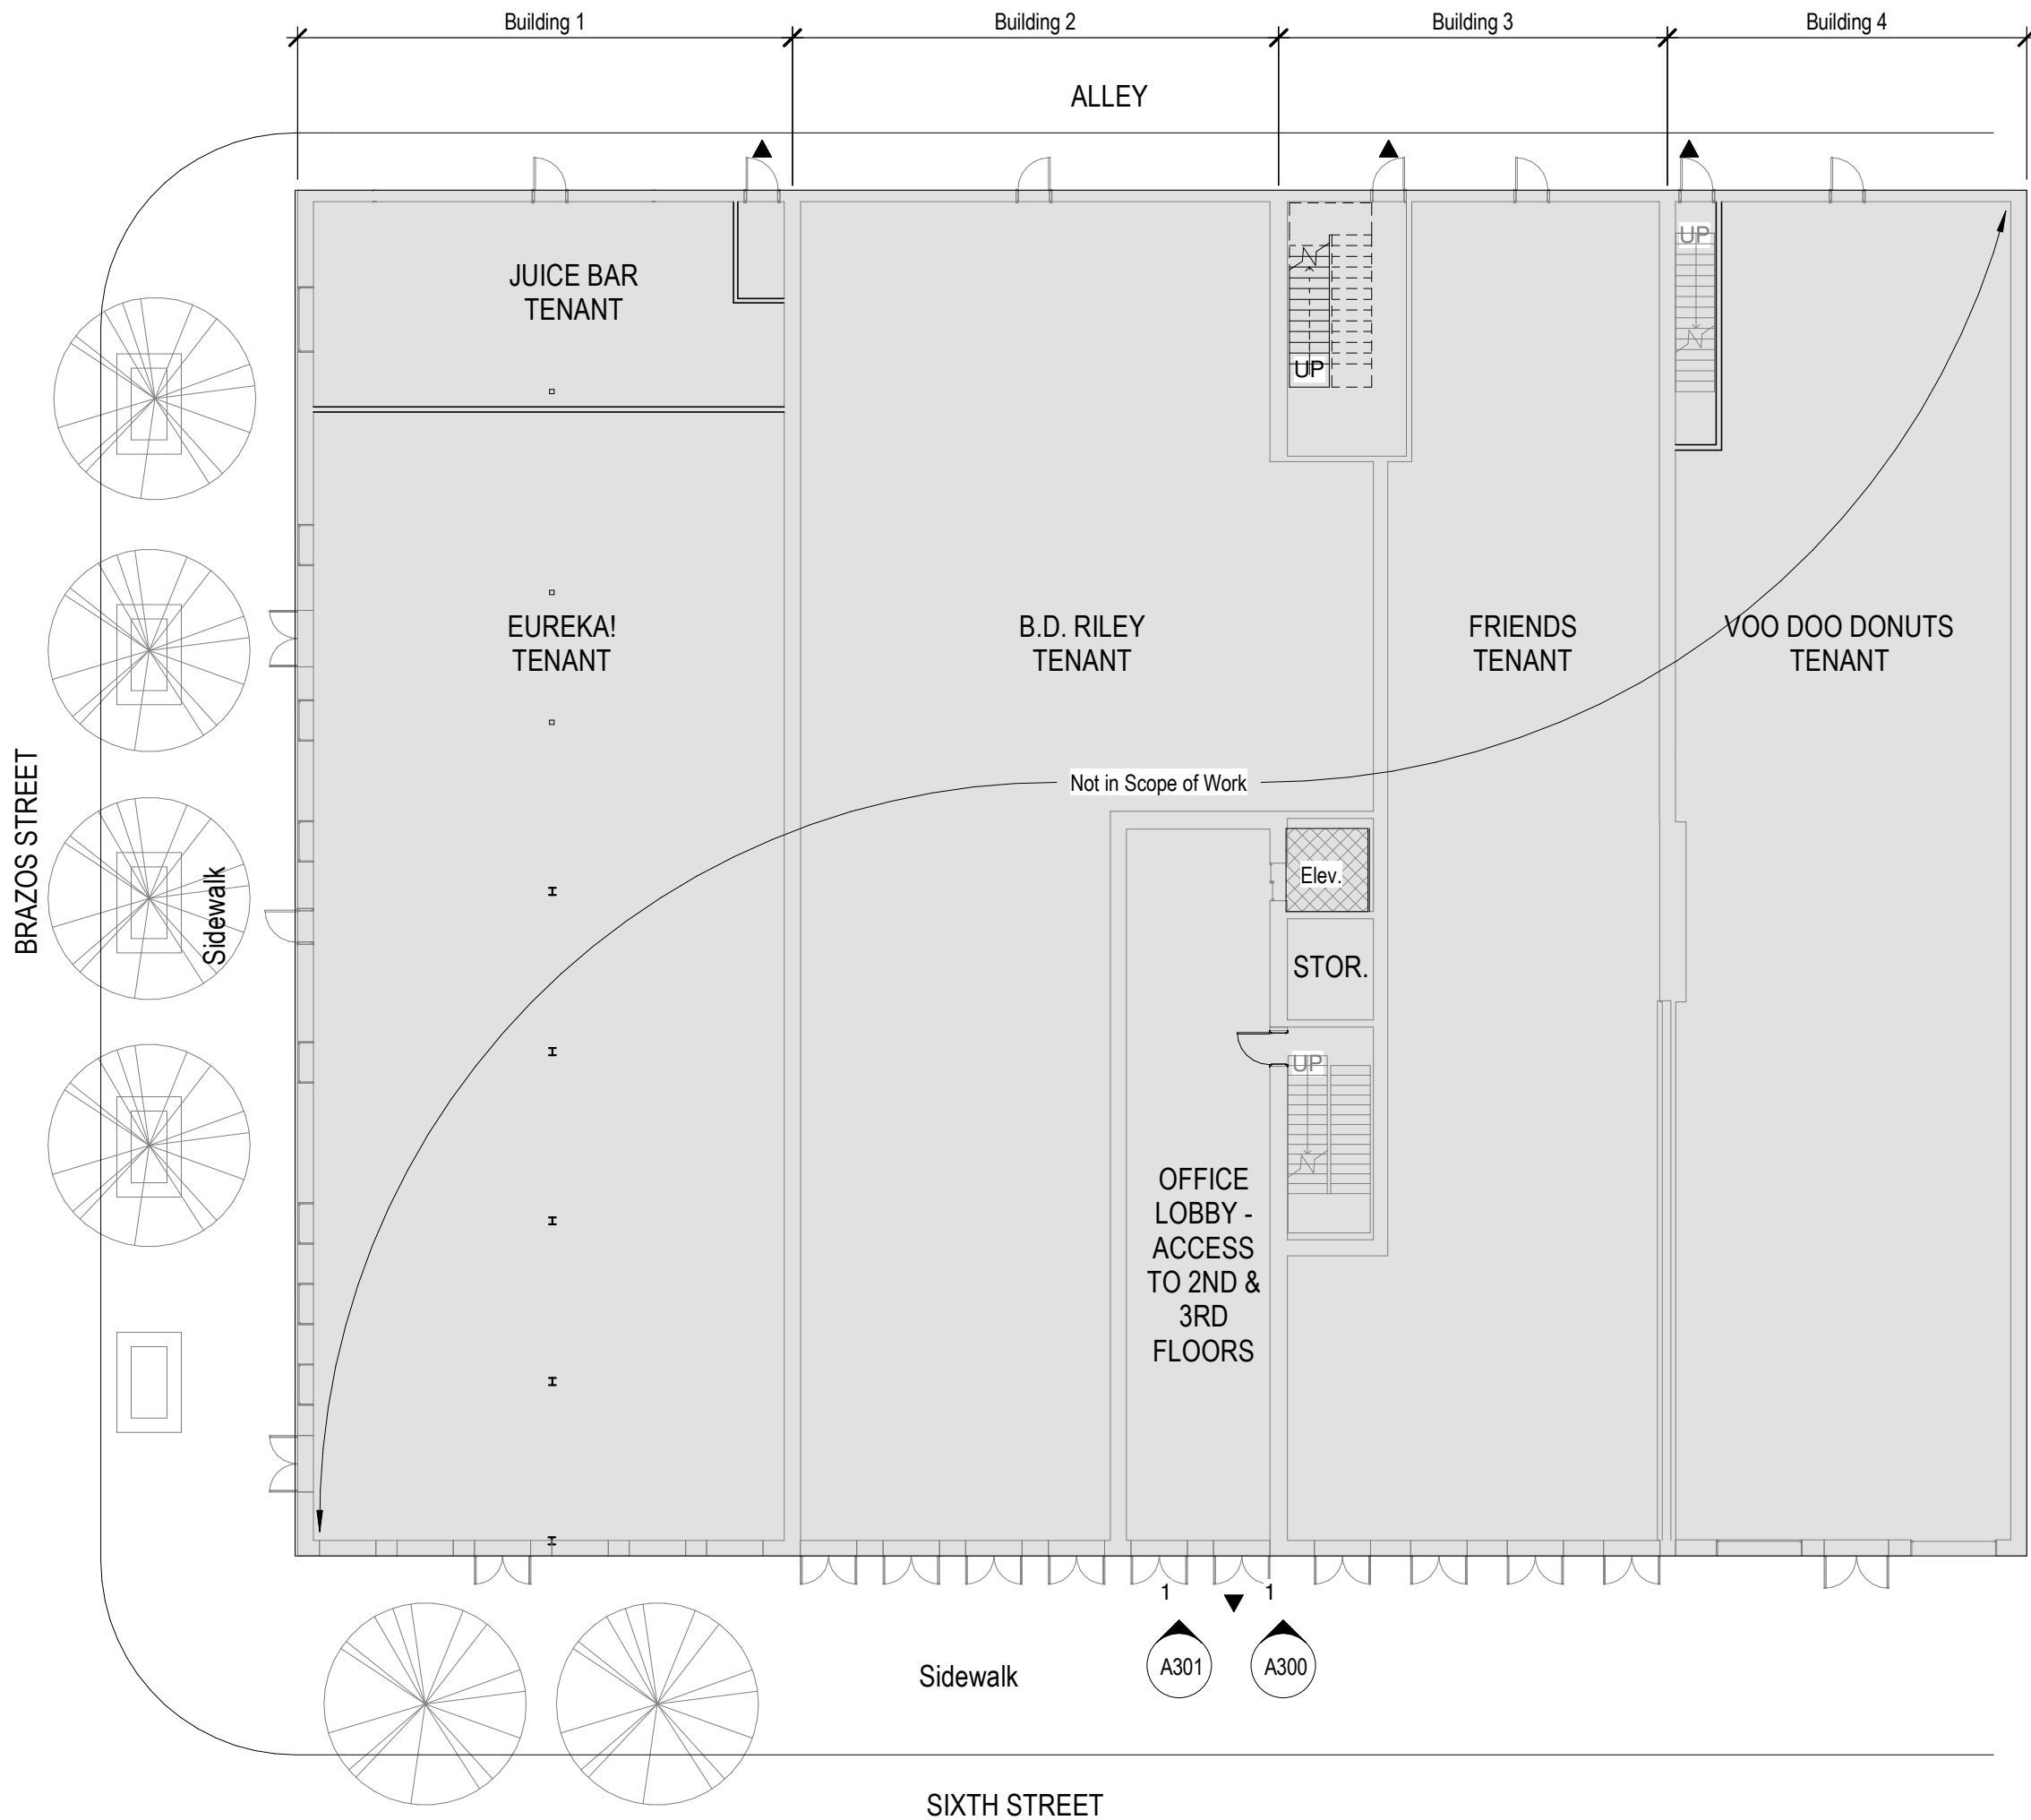 Building 1
Building 2
Building 3
Building 4
ALLEY
UP
JUICE BAR
TENANT
UP
EUREKA!
TENANT
B.D. RILEY
TENANT
FRIENDS
TENANT
VOO DOO DONUTS
TENANT
Not in Scope of Work
BRAZOS STREET
Sidewalk
Elev.
STOR.
UP
OFFICE
LOBBY -
ACCESS
TO 2ND &
3RD
FLOORS
1
1
A301
A300
Sidewalk
SIXTH STREET